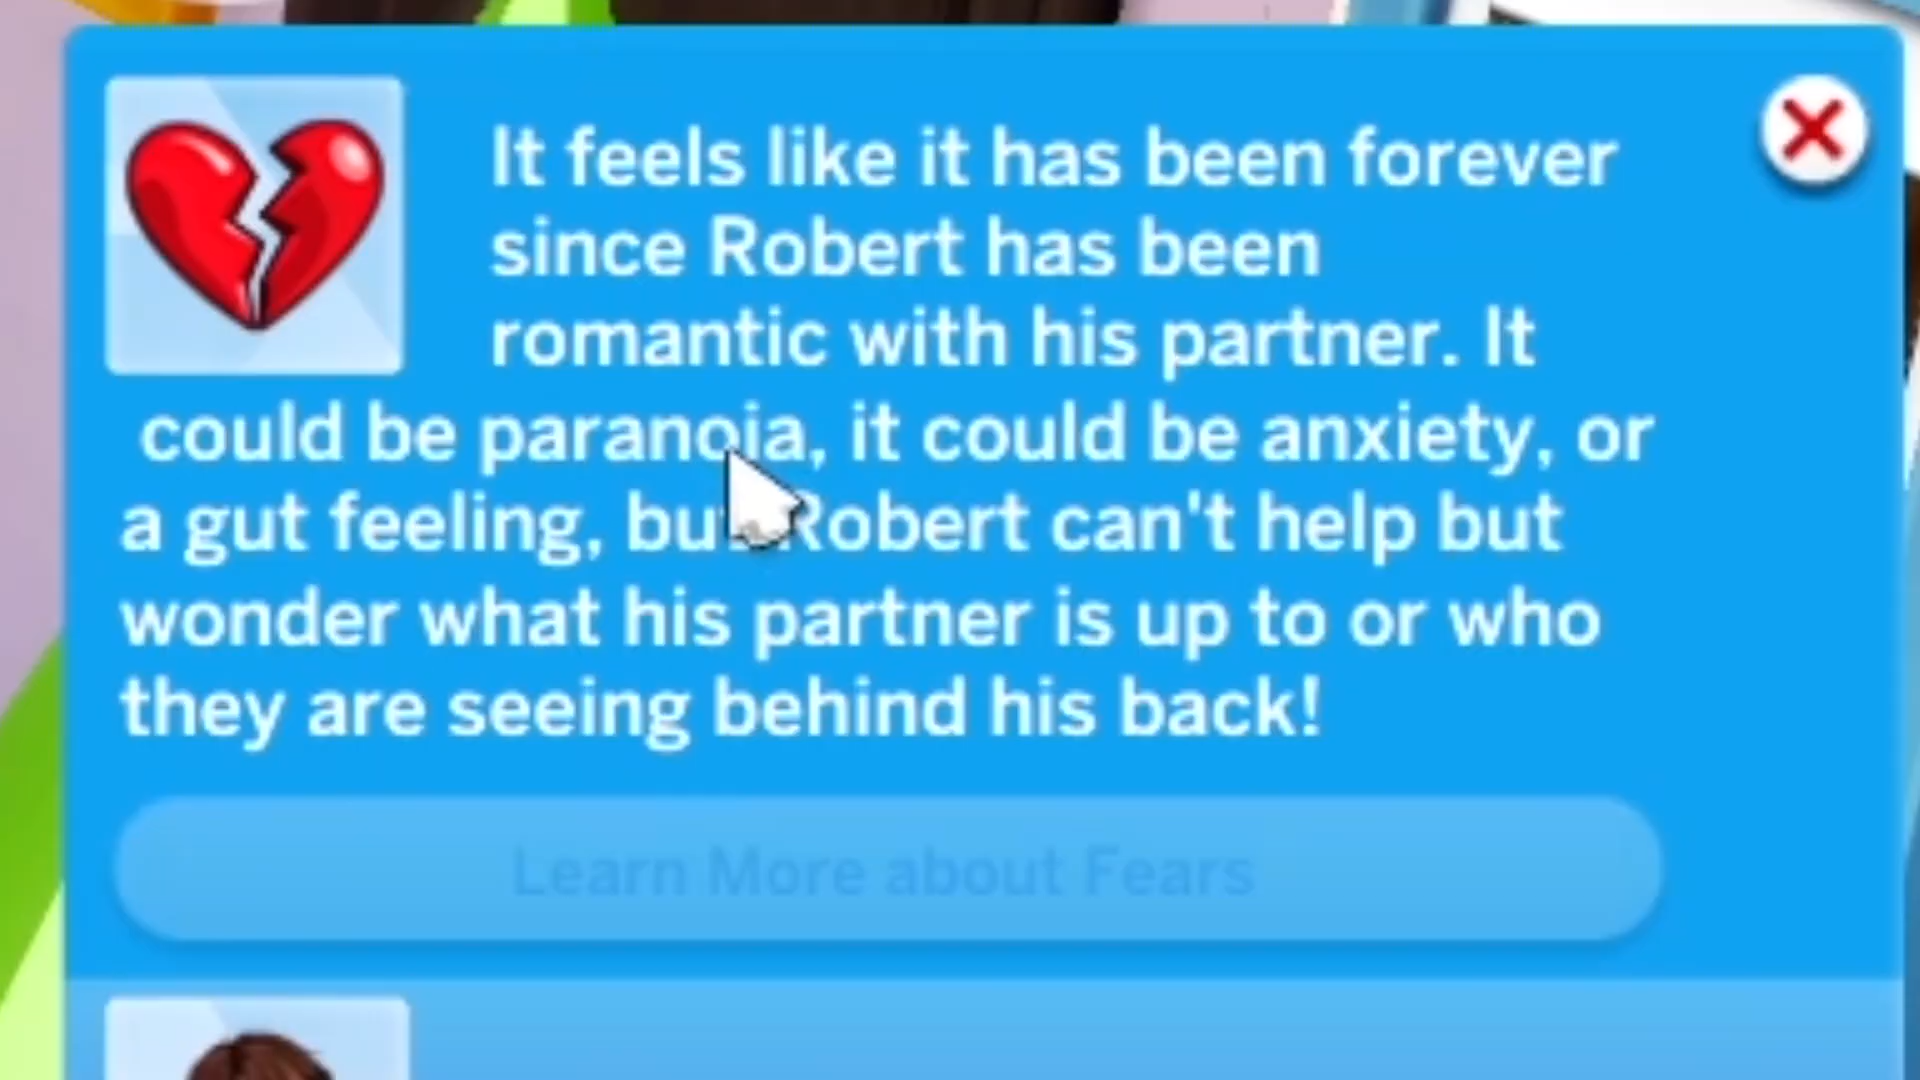 It feels like it has been forever
since Robert has been
romantic with his partner. It
could be paranoia, it could be anxiety, or
a gut feeling, but Robert can't help but
wonder what his partner is up to or who
they are seeing behind his back!
Learn More about Fears